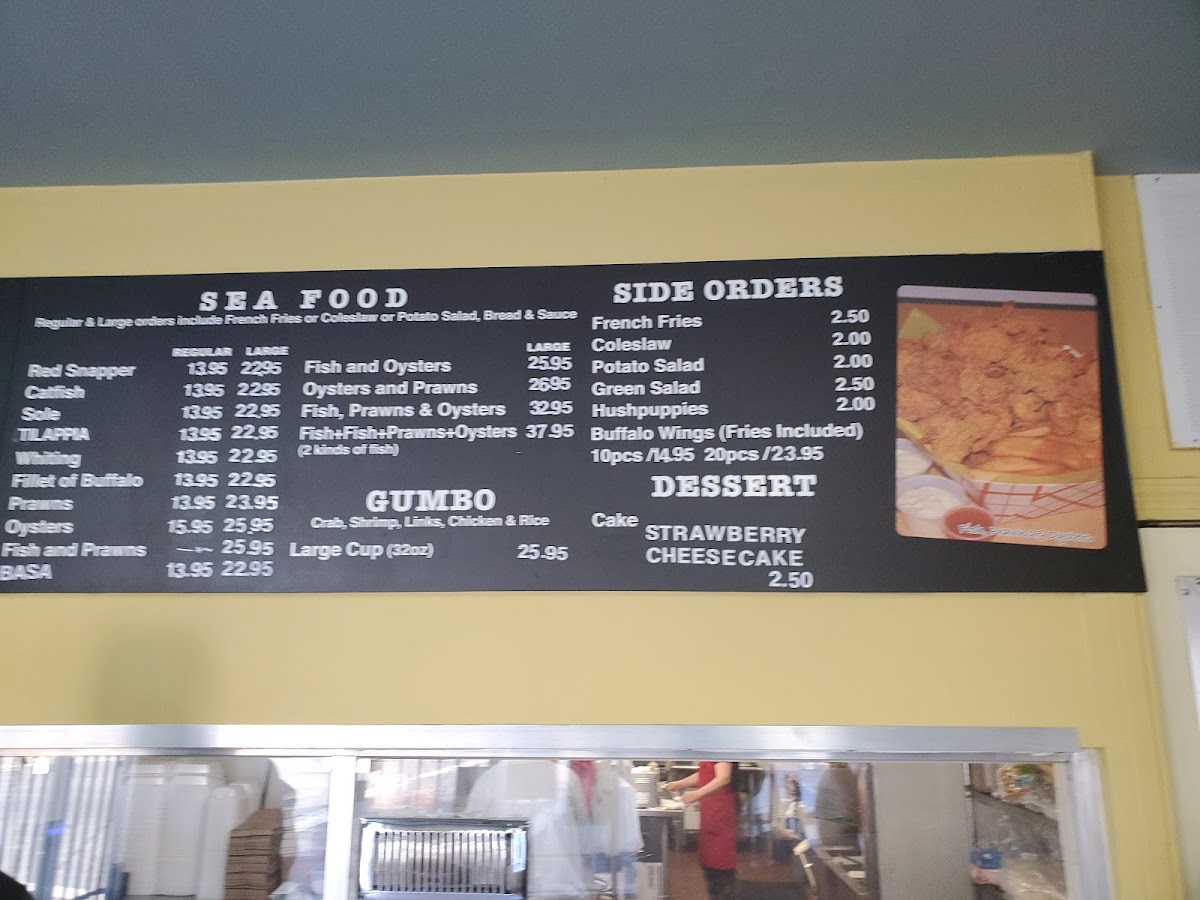 SEA FOOD
Regular & Large orders include French Fries or Coleslaw or Potato Salad, Bread & Sauce
REGULAR LARGE
Red Snapper 13.95 22.95
Catfish 13.95 22.95
Sole 13.95 22.95
TILAPPIA 13.95 22.95
Whiting 13.95 22.95
Fillet of Buffalo 13.95 22.95
Prawns 13.95 23.95
Oysters 15.95 25.95
Fish and Prawns 25.95
BASA 13.95 22.95
LARGE
Fish and Oysters 25.95
Oysters and Prawns 26.95
Fish, Prawns & Oysters 32.95
Fish+Fish+Prawns+Oysters 37.95
(2 kinds of fish)
GUMBO
Crab, Shrimp, Links, Chicken & Rice
Large Cup (32oz) 25.95
SIDE ORDERS
French Fries 2.50
Coleslaw 2.00
Potato Salad 2.00
Green Salad 2.50
Hushpuppies 2.00
Buffalo Wings (Fries Included)
10pcs /14.95 20pcs /23.95
DESSERT
Cake
STRAWBERRY
CHEESECAKE
2.50